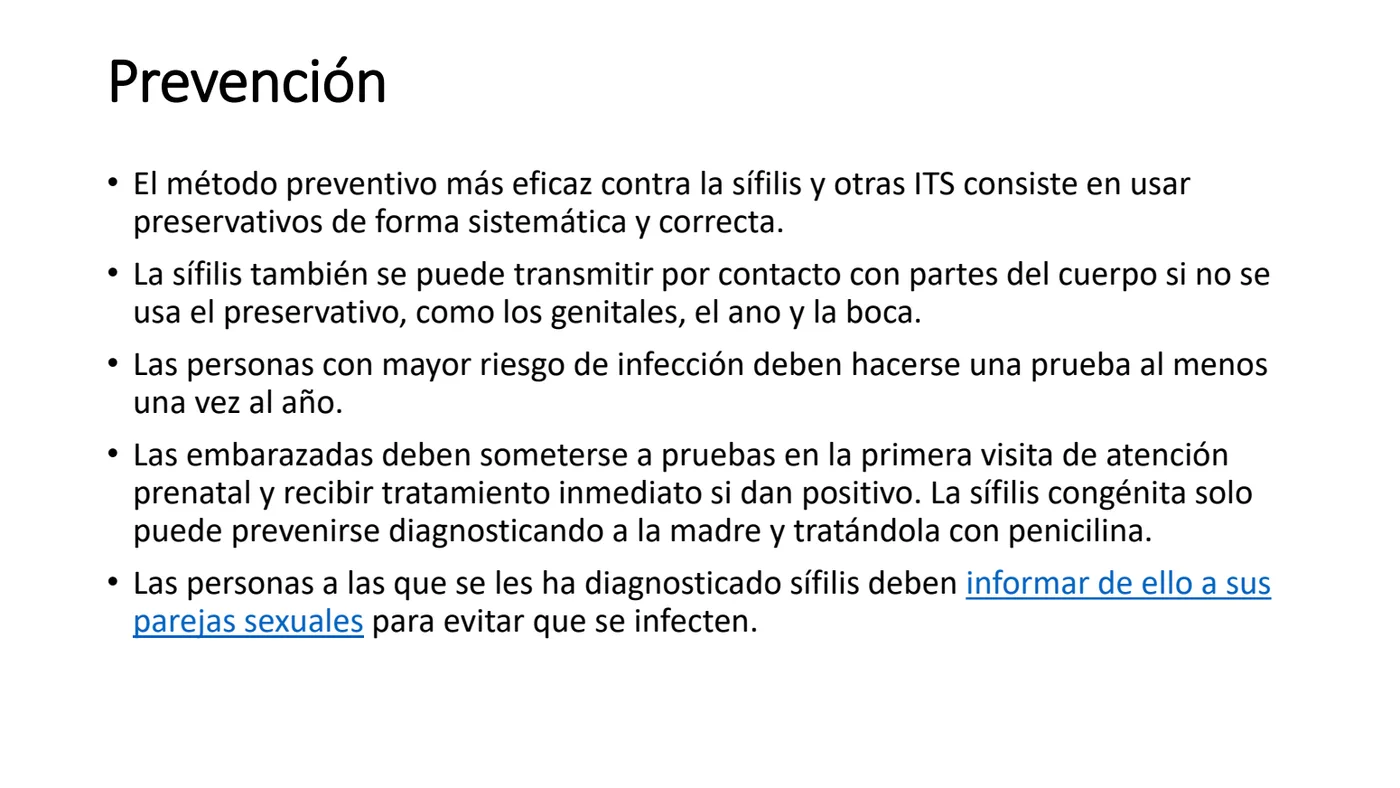 Prevención
• El método preventivo más eficaz contra la sífilis y otras ITS consiste en usar
preservativos de forma sistemática y correcta.
• La sífilis también se puede transmitir por contacto con partes del cuerpo si no se
usa el preservativo, como los genitales, el ano y la boca.
• Las personas con mayor riesgo de infección deben hacerse una prueba al menos
una vez al año.
• Las embarazadas deben someterse a pruebas en la primera visita de atención
prenatal y recibir tratamiento inmediato si dan positivo. La sífilis congénita solo
puede prevenirse diagnosticando a la madre y tratándola con penicilina.
• Las personas a las que se les ha diagnosticado sífilis deben informar de ello a sus
parejas sexuales para evitar que se infecten.